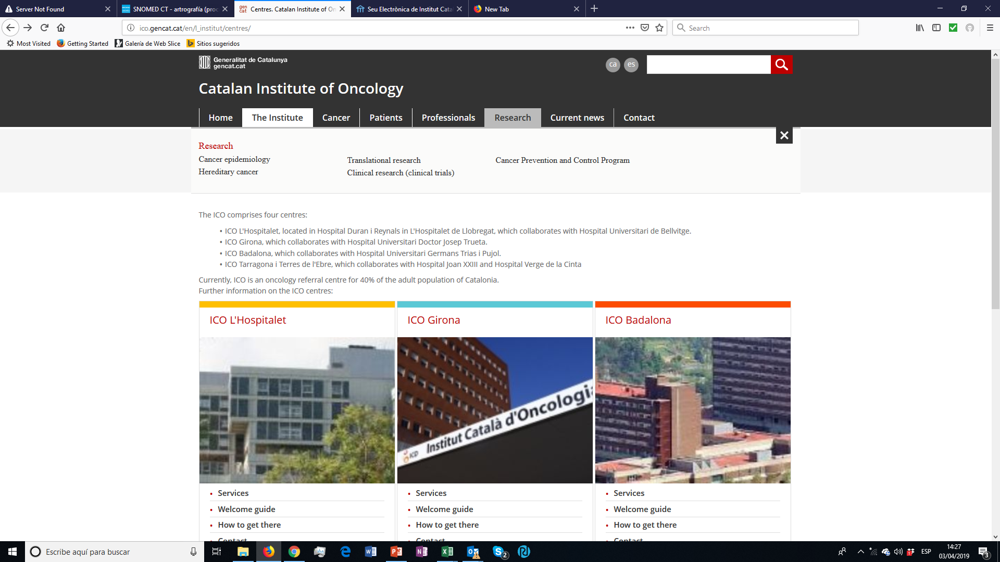 Server Not Found
SNOMED CT - artrografía (proc
gen cat
Centres. Catalan Institute of On
Seu Electrònica de Institut Cata
New Tab
ico.gencat.cat/en/l_institut/centres/
Search
Most Visited
Getting Started
Galería de Web Slice
Sitios sugeridos
Generalitat de Catalunya
gencat.cat
ca
es
Catalan Institute of Oncology
Home
The Institute
Cancer
Patients
Professionals
Research
Current news
Contact
Research
Cancer epidemiology
Hereditary cancer
Translational research
Clinical research (clinical trials)
Cancer Prevention and Control Program
The ICO comprises four centres:
• ICO L'Hospitalet, located in Hospital Duran i Reynals in L'Hospitalet de Llobregat, which collaborates with Hospital Universitari de Bellvitge.
• ICO Girona, which collaborates with Hospital Universitari Doctor Josep Trueta.
• ICO Badalona, which collaborates with Hospital Universitari Germans Trias i Pujol.
• ICO Tarragona i Terres de l'Ebre, which collaborates with Hospital Joan XXIII and Hospital Verge de la Cinta
Currently, ICO is an oncology referral centre for 40% of the adult population of Catalonia.
Further information on the ICO centres:
ICO L'Hospitalet
Services
Welcome guide
How to get there
Contact
ICO Girona
ICO Institut Català d'Oncologia
Services
Welcome guide
How to get there
Contact
ICO Badalona
Services
Welcome guide
How to get there
Contact
Escribe aquí para buscar
2
ESP
14:27
03/04/2019
3